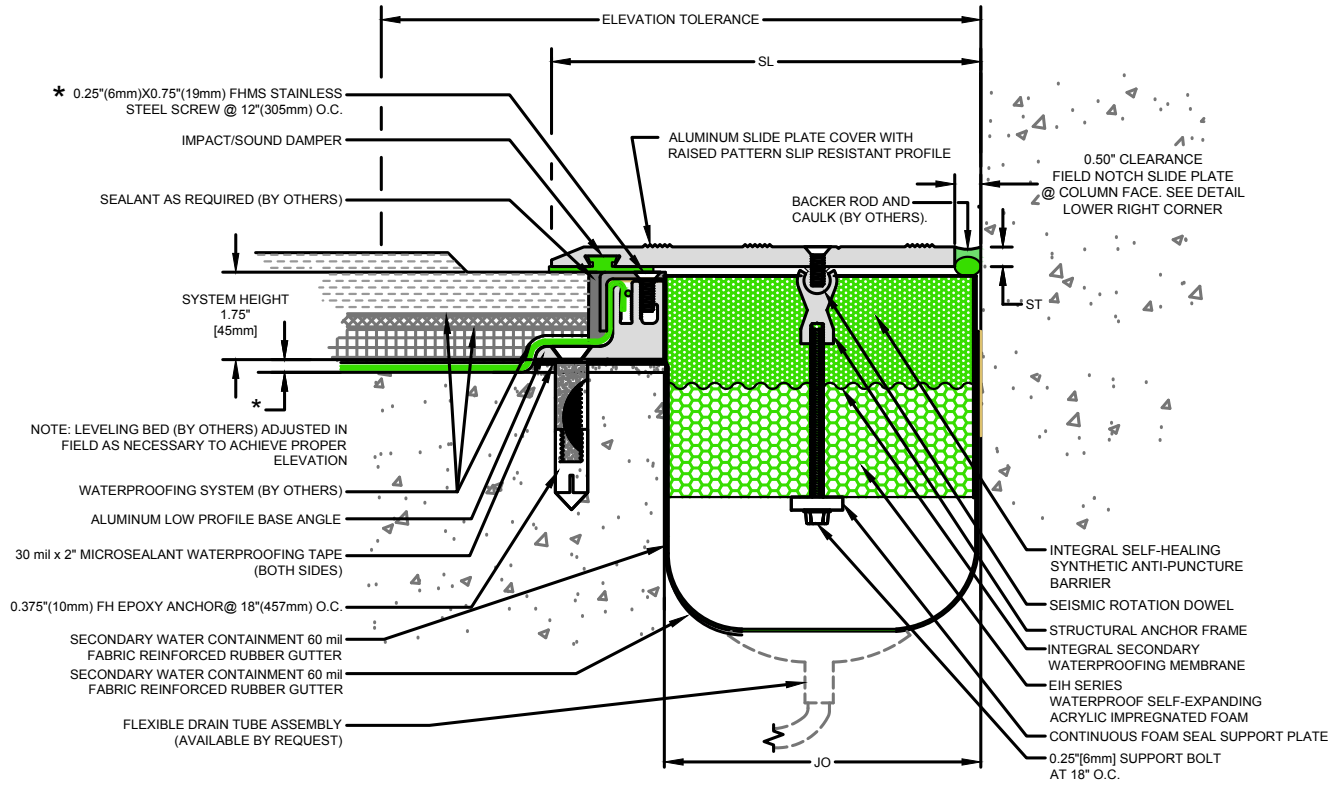 ELEVATION TOLERANCE
SL
* 0.25"(6mm)X0.75"(19mm) FHMS STAINLESS
STEEL SCREW @ 12"(305mm) O.C.
IMPACT/SOUND DAMPER
SEALANT AS REQUIRED (BY OTHERS)
ALUMINUM SLIDE PLATE COVER WITH
RAISED PATTERN SLIP RESISTANT PROFILE
BACKER ROD AND
CAULK (BY OTHERS).
0.50" CLEARANCE
FIELD NOTCH SLIDE PLATE
@ COLUMN FACE. SEE DETAIL
LOWER RIGHT CORNER
ST
SYSTEM HEIGHT
1.75"
[45mm]
*
NOTE: LEVELING BED (BY OTHERS) ADJUSTED IN
FIELD AS NECESSARY TO ACHIEVE PROPER
ELEVATION
WATERPROOFING SYSTEM (BY OTHERS)
ALUMINUM LOW PROFILE BASE ANGLE
30 mil x 2" MICROSEALANT WATERPROOFING TAPE
(BOTH SIDES)
0.375"(10mm) FH EPOXY ANCHOR@ 18"(457mm) O.C.
SECONDARY WATER CONTAINMENT 60 mil
FABRIC REINFORCED RUBBER GUTTER
SECONDARY WATER CONTAINMENT 60 mil
FABRIC REINFORCED RUBBER GUTTER
FLEXIBLE DRAIN TUBE ASSEMBLY
(AVAILABLE BY REQUEST)
INTEGRAL SELF-HEALING
SYNTHETIC ANTI-PUNCTURE
BARRIER
SEISMIC ROTATION DOWEL
STRUCTURAL ANCHOR FRAME
INTEGRAL SECONDARY
WATERPROOFING MEMBRANE
EIH SERIES
WATERPROOF SELF-EXPANDING
ACRYLIC IMPREGNATED FOAM
CONTINUOUS FOAM SEAL SUPPORT PLATE
0.25"[6mm] SUPPORT BOLT
AT 18" O.C.
JO